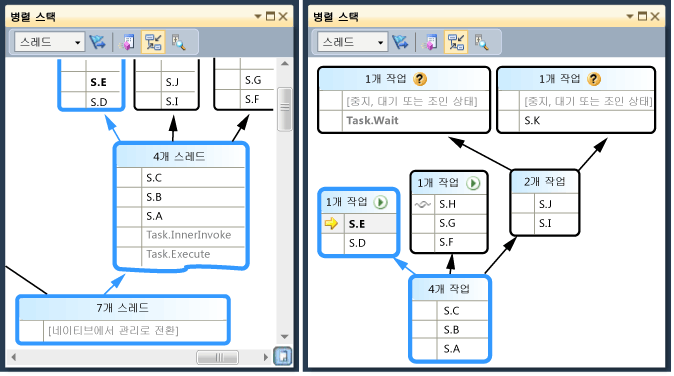 병렬 스택
스레드
S.E
S.D
S.J
S.I
S.G
S.F
4개 스레드
S.C
S.B
S.A
Task.InnerInvoke
Task.Execute
7개 스레드
[네이티브에서 관리로 전환]
병렬 스택
스레드
1개 작업
[중지, 대기 또는 조인 상태]
Task.Wait
1개 작업
[중지, 대기 또는 조인 상태]
S.K
1개 작업
S.E
S.D
1개 작업
S.H
S.G
S.F
2개 작업
S.J
S.I
4개 작업
S.C
S.B
S.A